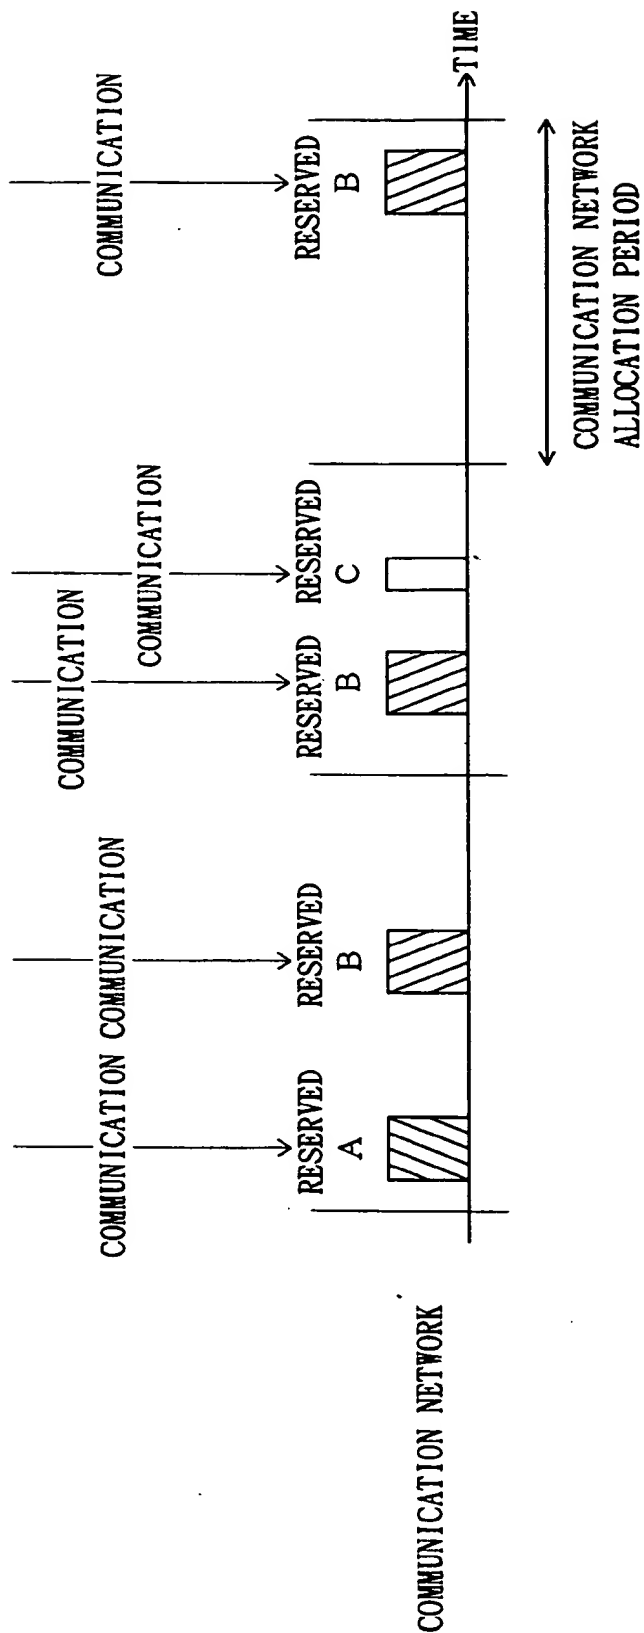 COMMUNICATION COMMUNICATION COMMUNICATION COMMUNICATION COMMUNICATION
RESERVED RESERVED RESERVED RESERVED RESERVED
A B B C B
COMMUNICATION NETWORK
TIME
COMMUNICATION NETWORK
ALLOCATION PERIOD